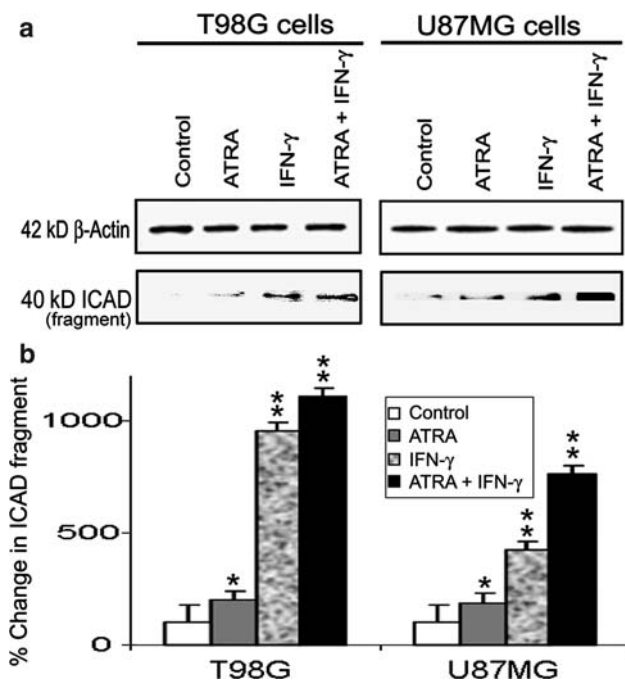 a
T98G cells
U87MG cells
Control
ATRA
IFN-γ
ATRA + IFN-γ
Control
ATRA
IFN-γ
ATRA + IFN-γ
42 kD β-Actin
40 kD ICAD
(fragment)
b
% Change in ICAD fragment
1000
500
0
*
**
**
*
**
**
Control
ATRA
IFN-γ
ATRA + IFN-γ
T98G
U87MG